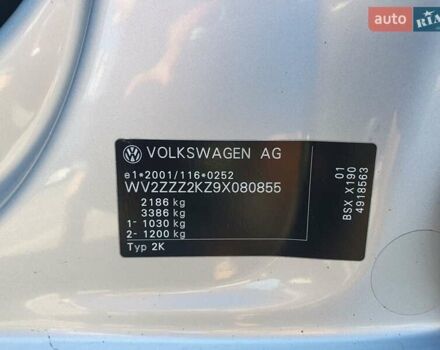 auto RIA
VOLKSWAGEN AG
e1*2001/116*0252
WV2ZZZ2KZ9X080855
2186 kg
3386 kg
1- 1030 kg
2- 1200 kg
Typ 2K
BSX X190 01
4918563